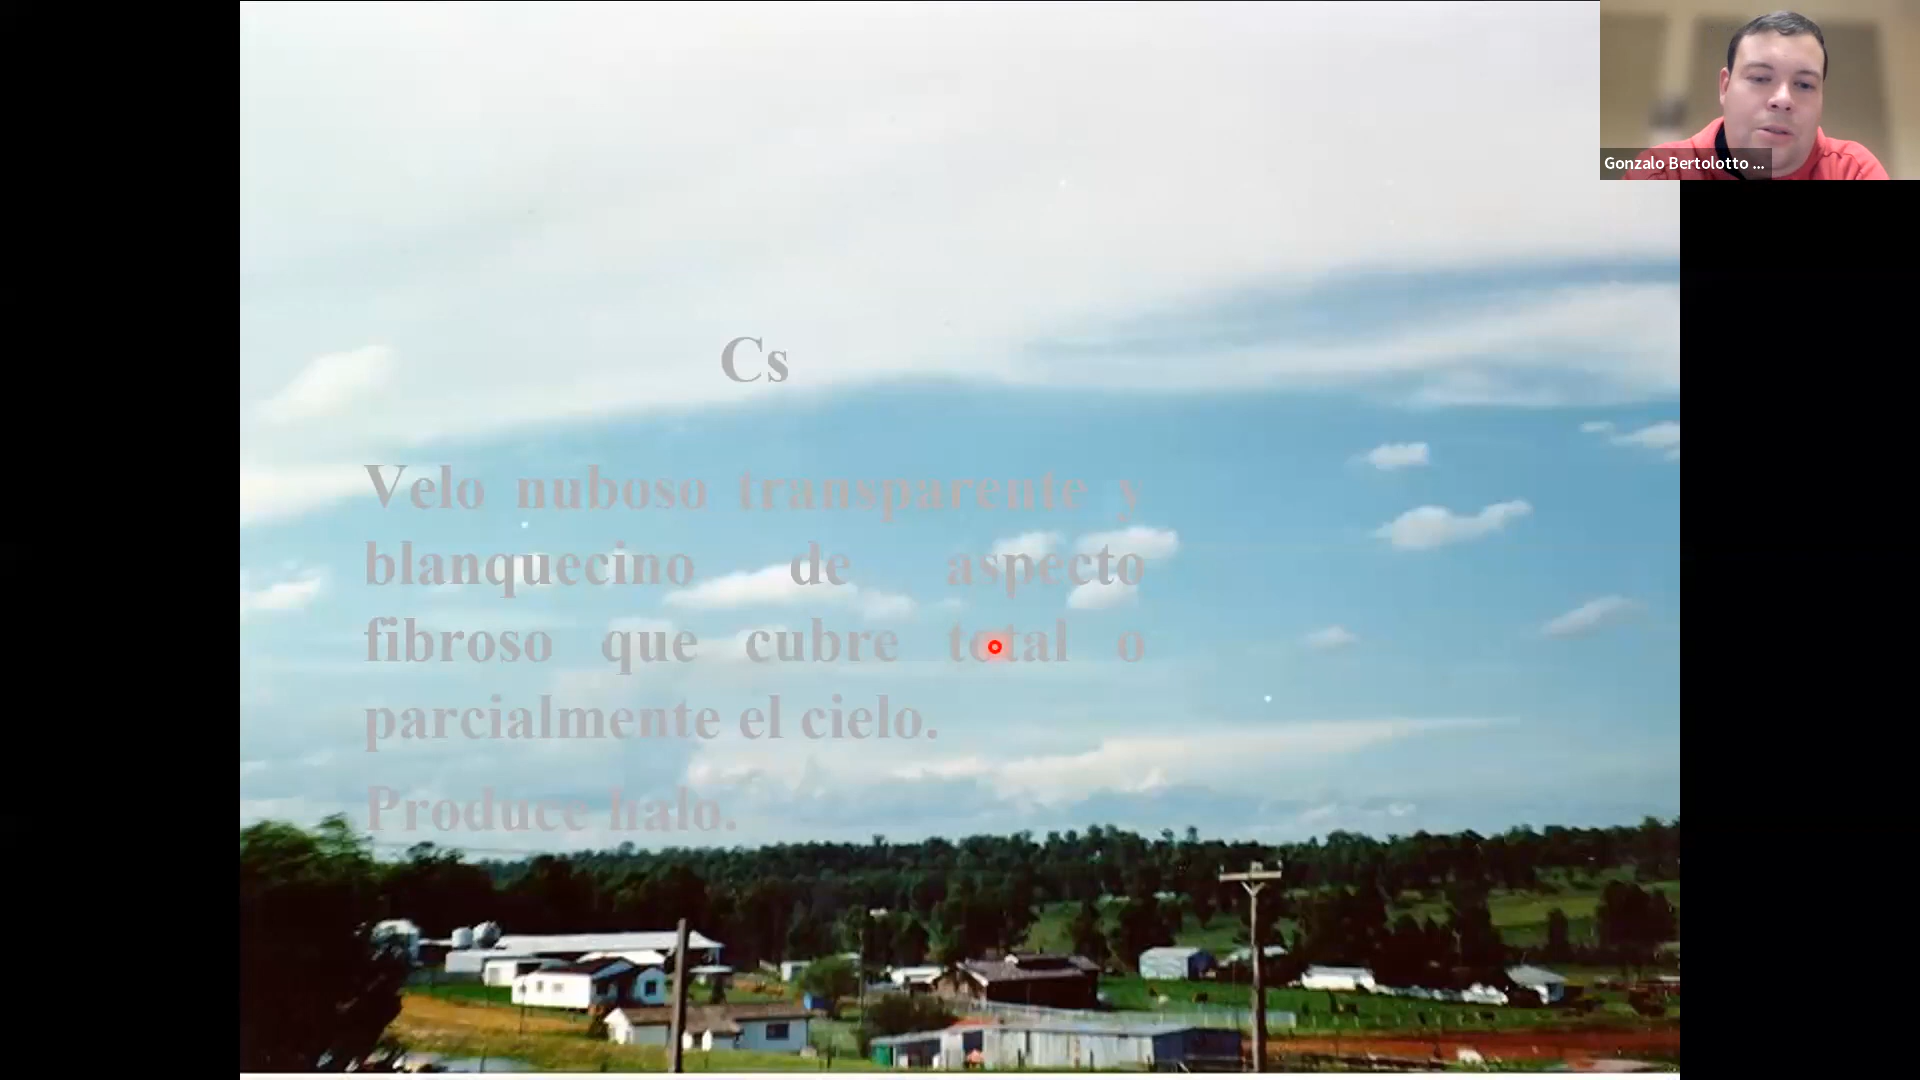 Gonzalo Bertolotto ...
Cs
Velo nuboso transparente y
blanquecino de aspecto
fibroso que cubre total o
parcialmente el cielo.
Produce halo.